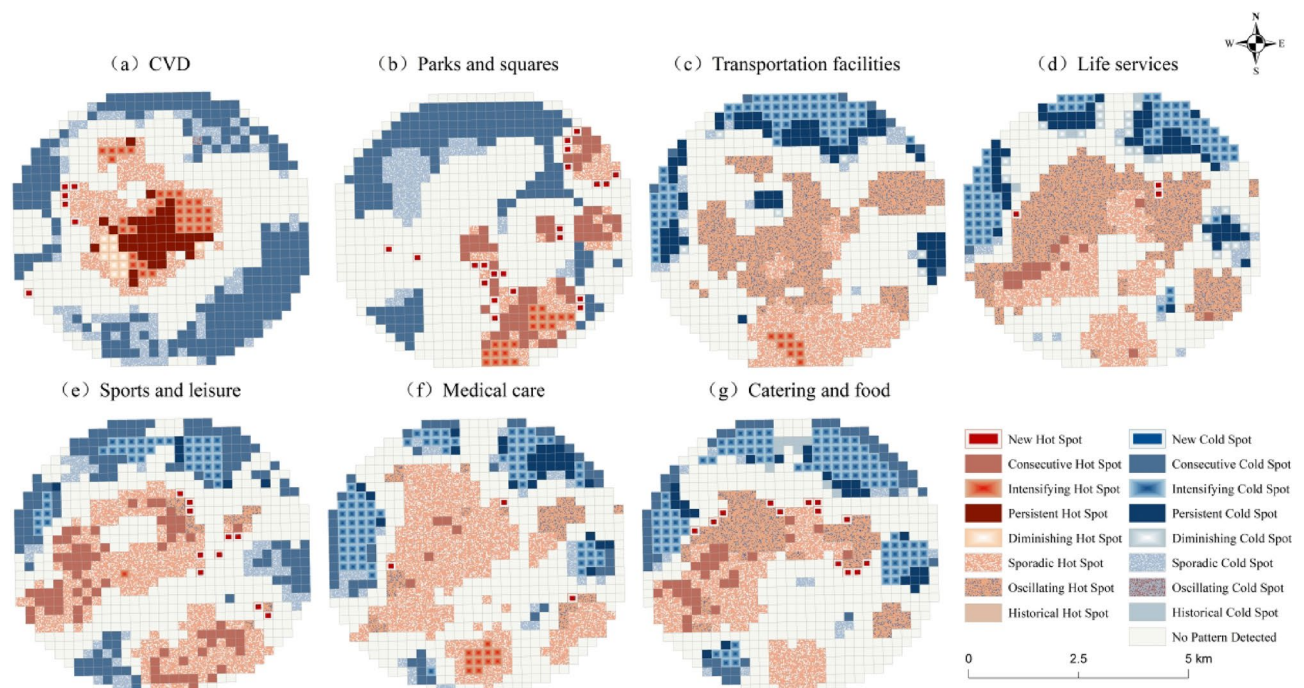 N
W E
S
（a）CVD
（b）Parks and squares
（c）Transportation facilities
（d）Life services
（e）Sports and leisure
（f）Medical care
（g）Catering and food
New Hot Spot
Consecutive Hot Spot
Intensifying Hot Spot
Persistent Hot Spot
Diminishing Hot Spot
Sporadic Hot Spot
Oscillating Hot Spot
Historical Hot Spot
New Cold Spot
Consecutive Cold Spot
Intensifying Cold Spot
Persistent Cold Spot
Diminishing Cold Spot
Sporadic Cold Spot
Oscillating Cold Spot
Historical Cold Spot
No Pattern Detected
0 2.5 5 km